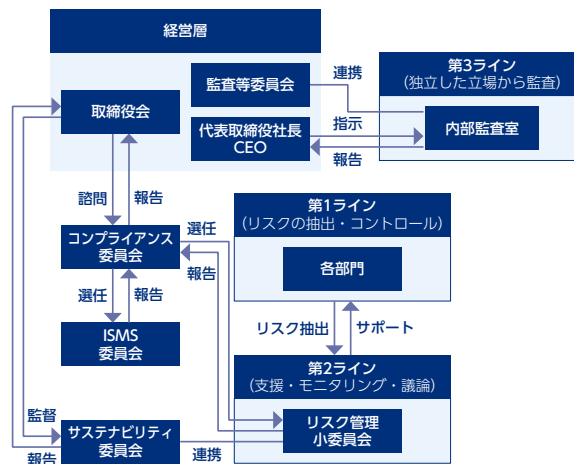 経営層
監査等委員会
取締役会
代表取締役社長
CEO
連携
指示
報告
第3ライン
(独立した立場から監査)
内部監査室
諮問
報告
コンプライアンス
委員会
選任
報告
選任
報告
ISMS
委員会
第1ライン
(リスクの抽出・コントロール)
各部門
リスク抽出
サポート
第2ライン
(支援・モニタリング・議論)
リスク管理
小委員会
監督
報告
サステナビリティ
委員会
連携